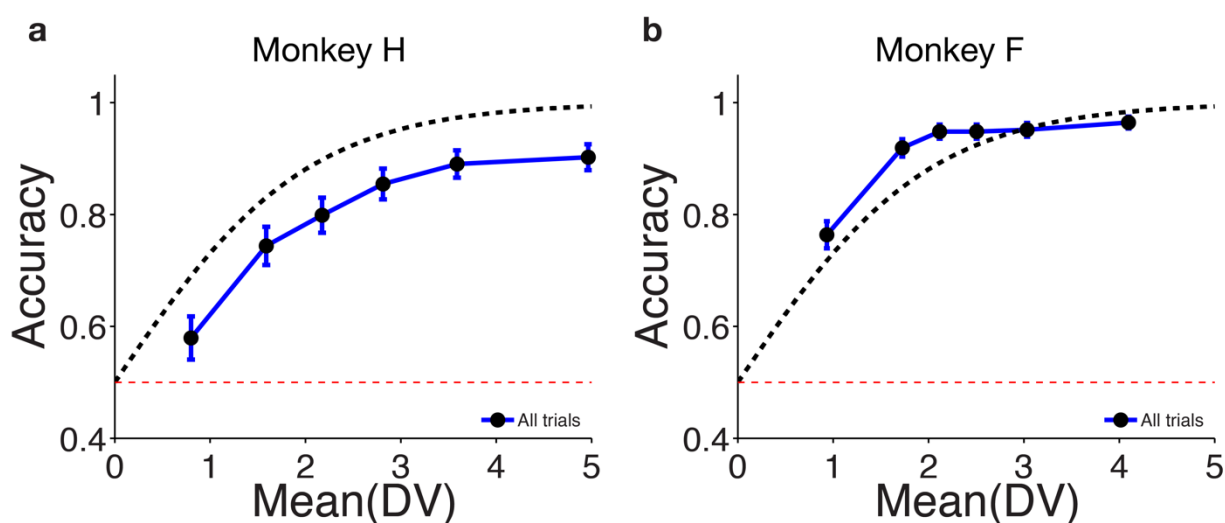 a
Monkey H
Accuracy
1
0.8
0.6
0.4
All trials
0 1 2 3 4 5
Mean(DV)
b
Monkey F
Accuracy
1
0.8
0.6
0.4
All trials
0 1 2 3 4 5
Mean(DV)